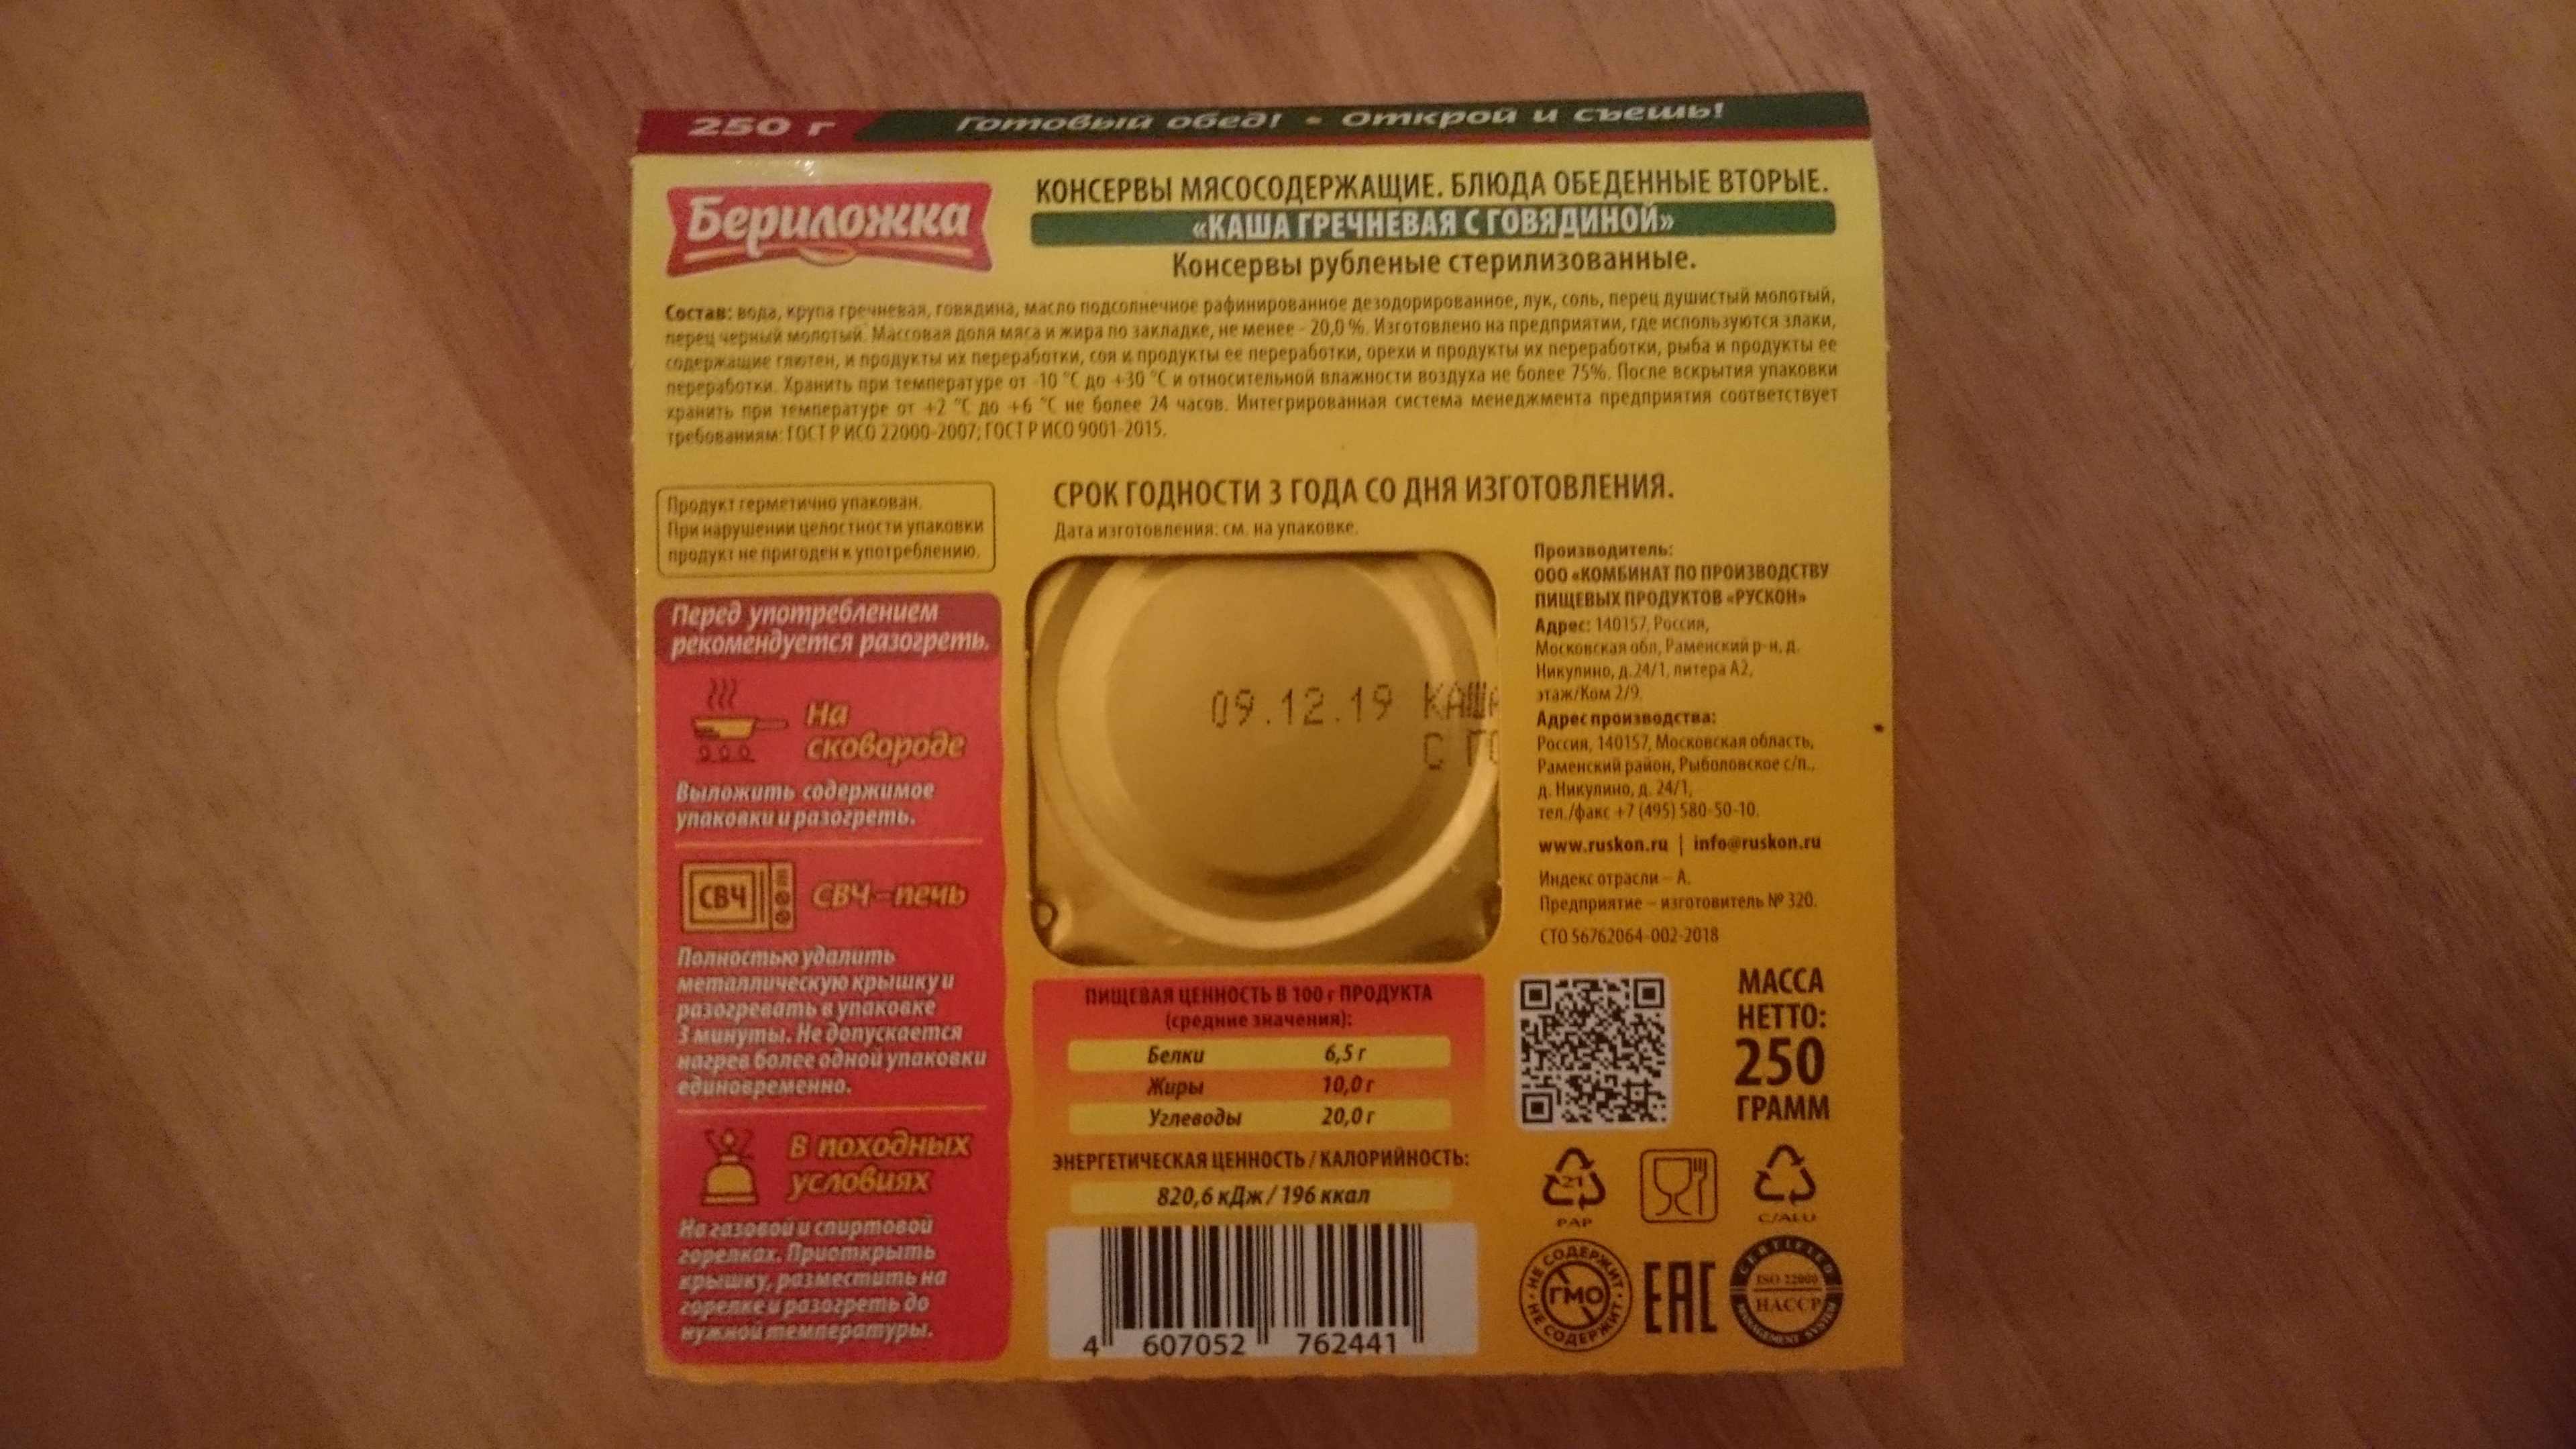 250 г
Готовый обед! • Открой и съешь!
Бериложка
КОНСЕРВЫ МЯСОСОДЕРЖАЩИЕ. БЛЮДА ОБЕДЕННЫЕ ВТОРЫЕ.
«КАША ГРЕЧНЕВАЯ С ГОВЯДИНОЙ»
Консервы рубленые стерилизованные.
Состав: вода, крупа гречневая, говядина, масло подсолнечное рафинированное дезодорированное, лук, соль, перец душистый молотый,
перец черный молотый. Массовая доля мяса и жира по закладке, не менее - 20,0 %. Изготовлено на предприятии, где используются злаки,
содержащие глютен, и продукты их переработки, соя и продукты ее переработки, орехи и продукты их переработки, рыба и продукты ее
переработки. Хранить при температуре от -10 °С до +30 °С и относительной влажности воздуха не более 75%. После вскрытия упаковки
хранить при температуре от +2 °С до +6 °С не более 24 часов. Интегрированная система менеджмента предприятия соответствует
требованиям: ГОСТ Р ИСО 22000-2007; ГОСТ Р ИСО 9001-2015.
Продукт герметично упакован.
При нарушении целостности упаковки
продукт не пригоден к употреблению.
СРОК ГОДНОСТИ 3 ГОДА СО ДНЯ ИЗГОТОВЛЕНИЯ.
Дата изготовления: см. на упаковке.
Перед употреблением
рекомендуется разогреть.
На
сковороде
Выложить содержимое
упаковки и разогреть.
СВЧ
СВЧ-печь
Полностью удалить
металлическую крышку и
разогревать в упаковке
3 минуты. Не допускается
нагрев более одной упаковки
единовременно.
В походных
условиях
На газовой и спиртовой
горелках. Приоткрыть
крышку, разместить на
горелке и разогреть до
нужной температуры.
09.12.19 КАША
С ГО
Производитель:
ООО «КОМБИНАТ ПО ПРОИЗВОДСТВУ
ПИЩЕВЫХ ПРОДУКТОВ «РУСКОН»
Адрес: 140157, Россия,
Московская обл, Раменский р-н, д.
Никулино, д.24/1, литера А2,
этаж/Ком 2/9.
Адрес производства:
Россия, 140157, Московская область,
Раменский район, Рыболовское с/п.,
д. Никулино, д. 24/1,
тел./факс +7 (495) 580-50-10.
www.ruskon.ru | info@ruskon.ru
Индекс отрасли – А.
Предприятие – изготовитель № 320.
СТО 56762064-002-2018
ПИЩЕВАЯ ЦЕННОСТЬ В 100 г ПРОДУКТА
(средние значения):
Белки 6,5 г
Жиры 10,0 г
Углеводы 20,0 г
ЭНЕРГЕТИЧЕСКАЯ ЦЕННОСТЬ / КАЛОРИЙНОСТЬ:
820,6 кДж / 196 ккал
4 607052 762441
МАССА
НЕТТО:
250
ГРАММ
21
PAP
C/ALU
НЕ СОДЕРЖИТ
ГМО
НЕ СОДЕРЖИТ
EAC
CERTIFIED
ISO 22000
HACCP
MANAGEMENT SYSTEM